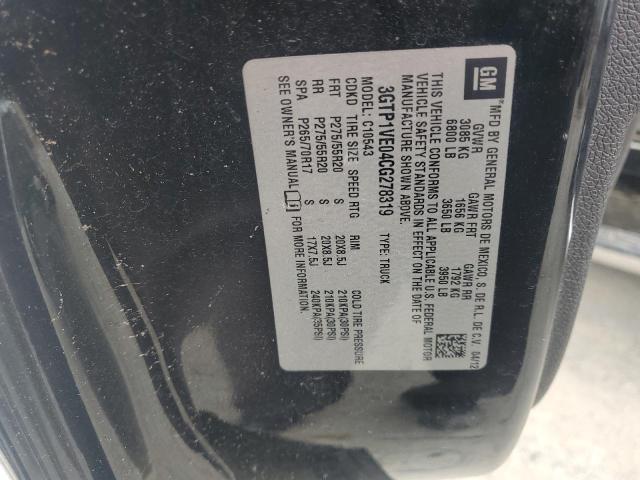 GM
MFD BY GENERAL MOTORS DE MEXICO, S. DE R.L. DE C.V. 04/12
GVWR GAWR FRT GAWR RR
3085 KG 1656 KG 1792 KG
6800 LB 3650 LB 3950 LB
THIS VEHICLE CONFORMS TO ALL APPLICABLE U.S. FEDERAL MOTOR
VEHICLE SAFETY STANDARDS IN EFFECT ON THE DATE OF
MANUFACTURE SHOWN ABOVE.
3GTP1VE04CG278319 TYPE: TRUCK
MODEL: C10543
CDKD TIRE SIZE SPEED RTG RIM COLD TIRE PRESSURE
FRT P275/55R20 S 20X8.5J 210KPA(30PSI)
RR P275/55R20 S 20X8.5J 210KPA(30PSI)
SPA P265/70R17 S 17X7.5J 240KPA(35PSI)
SEE OWNER'S MANUAL FOR MORE INFORMATION.